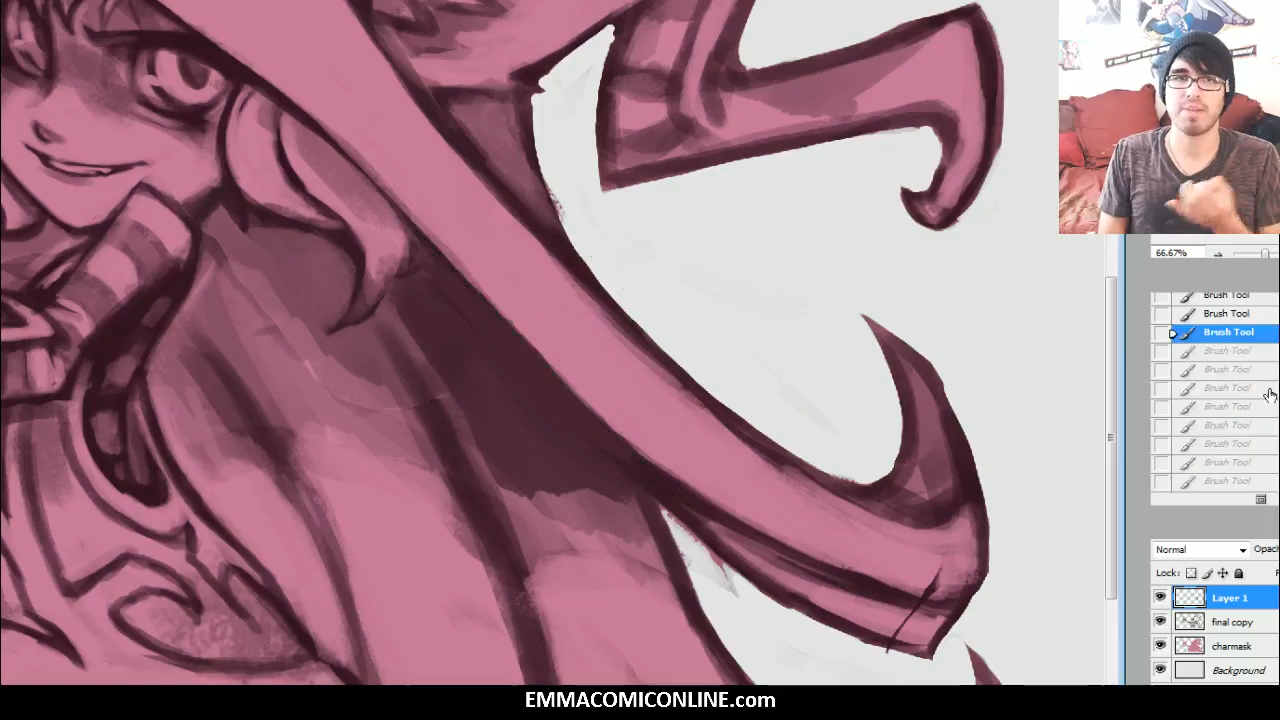 66.67%
Brush Tool
Brush Tool
Brush Tool
Brush Tool
Brush Tool
Brush Tool
Brush Tool
Brush Tool
Brush Tool
Brush Tool
Brush Tool
Normal Opaci
Lock: F
Layer 1
final copy
charmask
Background
EMMACOMICONLINE.com